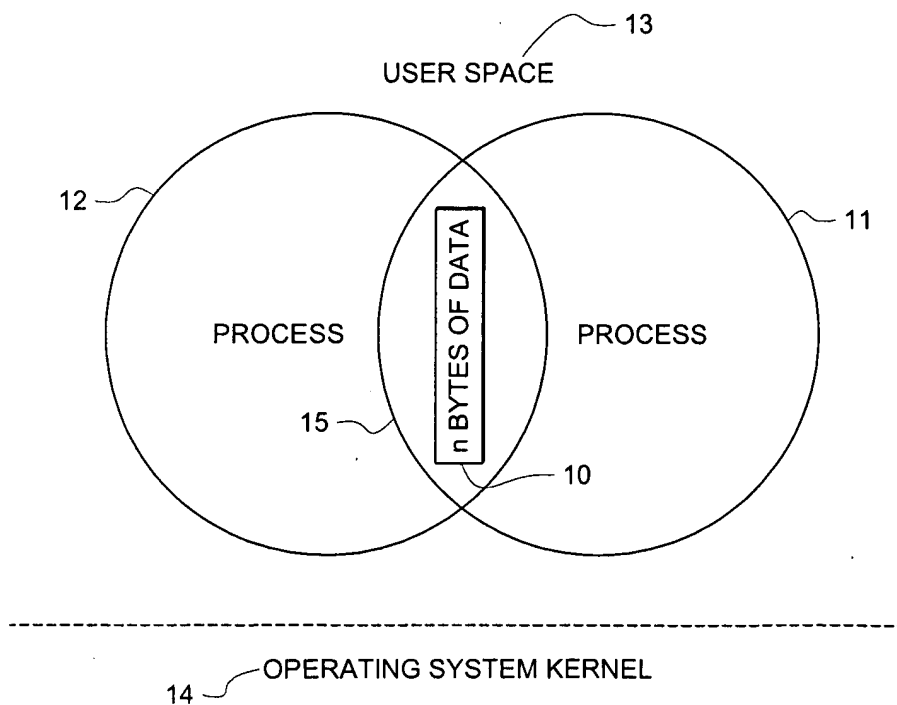 13
USER SPACE
12
11
n BYTES OF DATA
PROCESS
PROCESS
15
10
OPERATING SYSTEM KERNEL
14